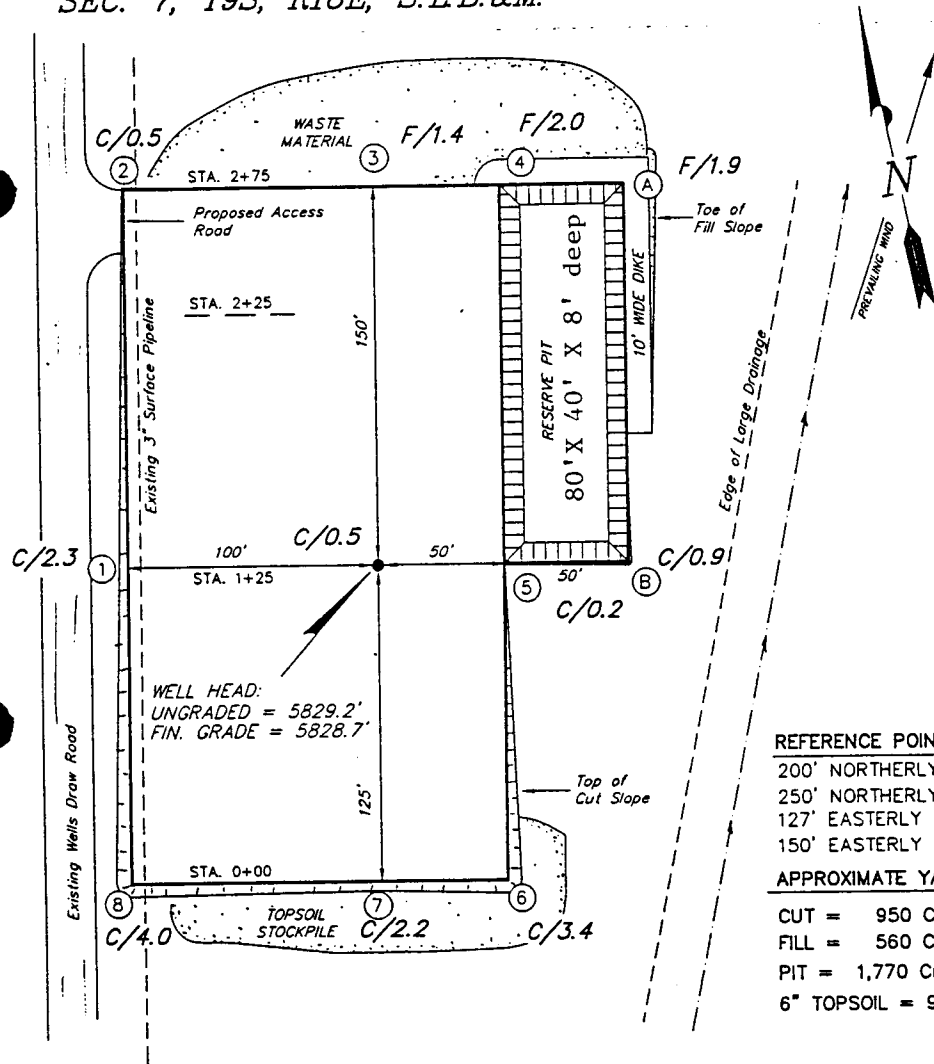 SEC. 7, T9S, R16E, S.L.B.&M.
C/0.5
2
WASTE
MATERIAL
3
F/1.4
F/2.0
4
F/1.9
A
N
PREVAILING WIND
STA. 2+75
Proposed Access
Road
Toe of
Fill Slope
STA. 2+25
Existing 3" Surface Pipeline
150'
RESERVE PIT
80'X 40' X 8' deep
10' WIDE DIKE
Edge of Large Drainage
C/2.3
1
100'
STA. 1+25
C/0.5
50'
5
50'
C/0.2
B
C/0.9
WELL HEAD:
UNGRADED = 5829.2'
FIN. GRADE = 5828.7'
Existing Wells Draw Road
125'
Top of
Cut Slope
STA. 0+00
8
C/4.0
TOPSOIL
STOCKPILE
7
C/2.2
6
C/3.4
REFERENCE POIN
200' NORTHERLY
250' NORTHERLY
127' EASTERLY
150' EASTERLY
APPROXIMATE YA
CUT = 950 C
FILL = 560 C
PIT = 1,770 C
6" TOPSOIL = 9